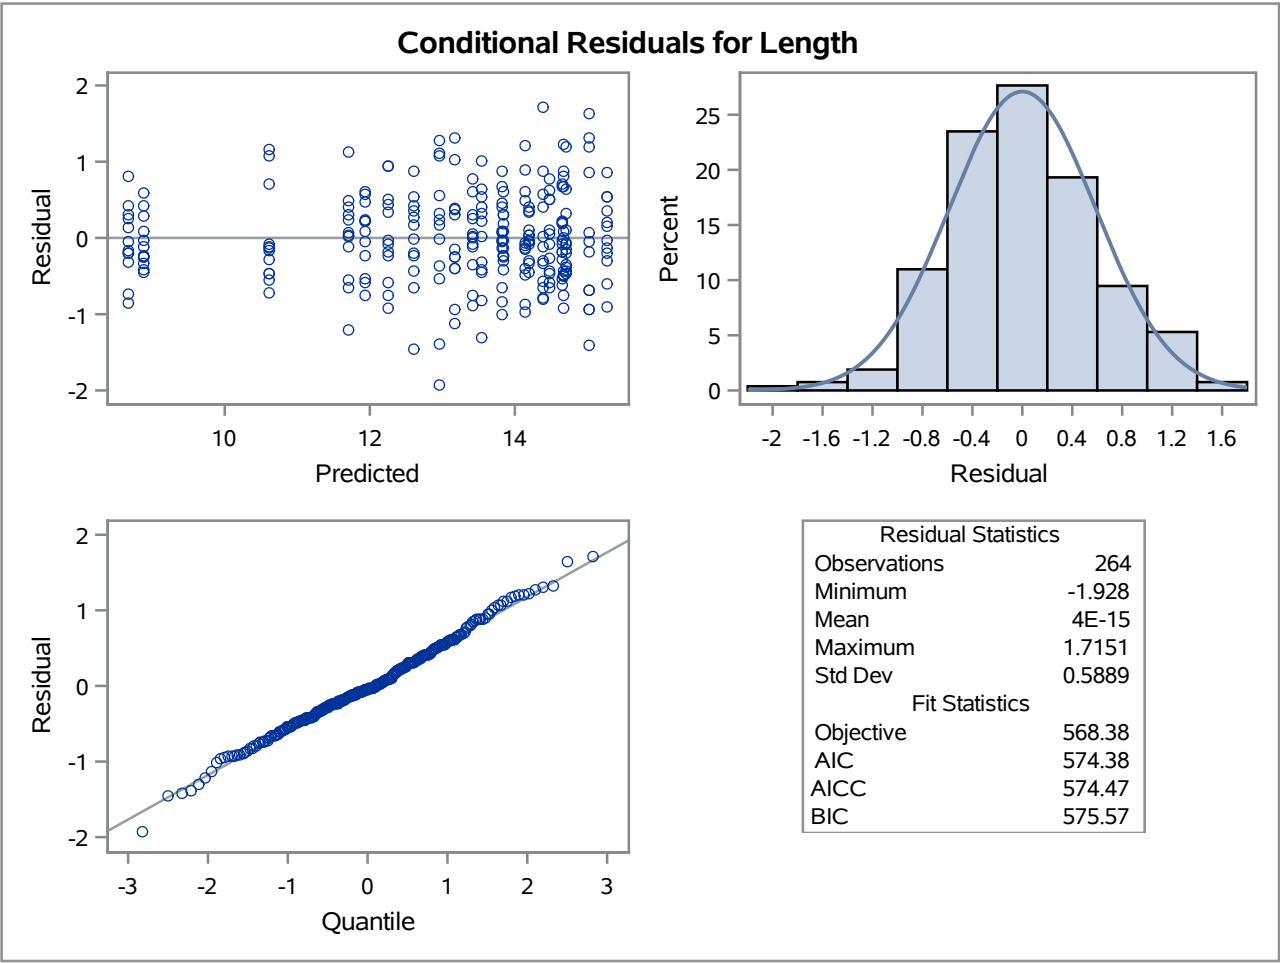 Conditional Residuals for Length
2
1
0
-1
-2
Residual
10 12 14
Predicted
25
20
15
10
5
0
Percent
-2 -1.6 -1.2 -0.8 -0.4 0 0.4 0.8 1.2 1.6
Residual
2
1
0
-1
-2
Residual
-3 -2 -1 0 1 2 3
Quantile
Residual Statistics
Observations 264
Minimum -1.928
Mean 4E-15
Maximum 1.7151
Std Dev 0.5889
Fit Statistics
Objective 568.38
AIC 574.38
AICC 574.47
BIC 575.57